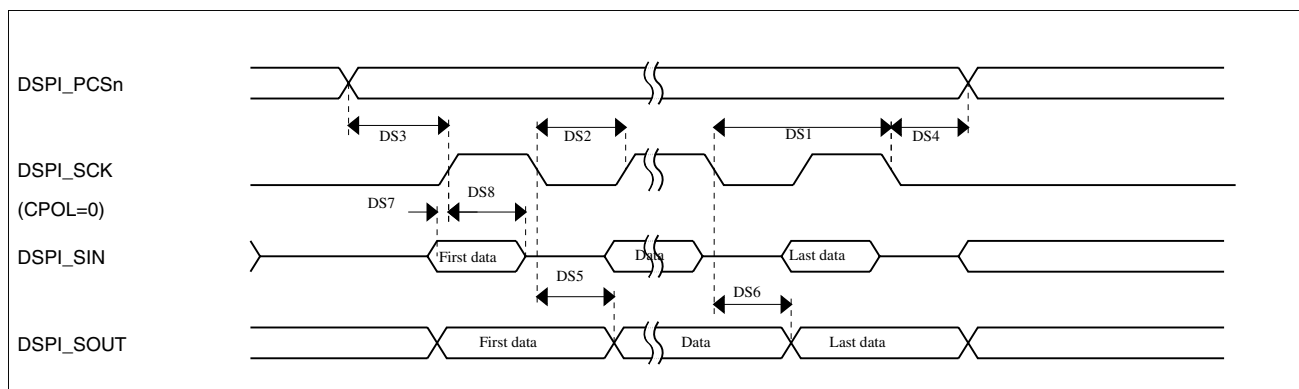 DSPI_PCSn
DS3
DS2
DS1
DS4
DSPI_SCK
(CPOL=0)
DS7
DS8
DSPI_SIN
First data
Data
Last data
DS5
DS6
DSPI_SOUT
First data
Data
Last data